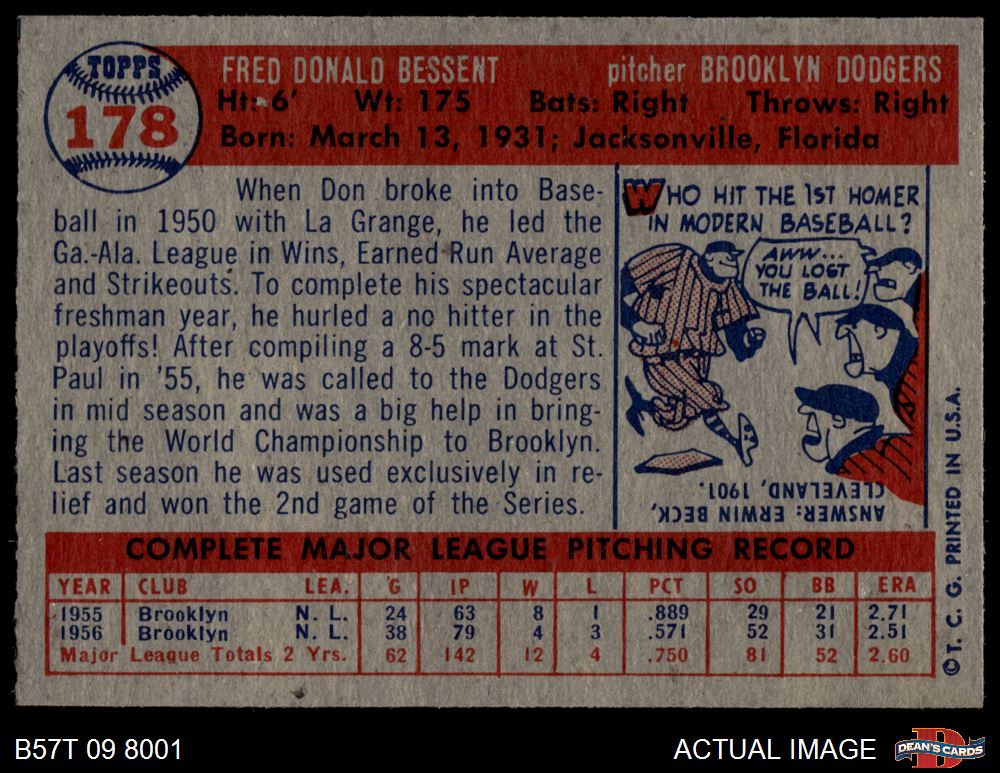 TOPPS
178
FRED DONALD BESSENT pitcher BROOKLYN DODGERS
Ht: 6' Wt: 175 Bats: Right Throws: Right
Born: March 13, 1931; Jacksonville, Florida
When Don broke into Base-
ball in 1950 with La Grange, he led the
Ga.-Ala. League in Wins, Earned Run Average
and Strikeouts. To complete his spectacular
freshman year, he hurled a no hitter in the
playoffs! After compiling a 8-5 mark at St.
Paul in '55, he was called to the Dodgers
in mid season and was a big help in bring-
ing the World Championship to Brooklyn.
Last season he was used exclusively in re-
lief and won the 2nd game of the Series.
WHO HIT THE 1ST HOMER
IN MODERN BASEBALL?
AWW...
YOU LOST
THE BALL!
ANSWER: ERWIN BECK,
CLEVELAND, 1901.
COMPLETE MAJOR LEAGUE PITCHING RECORD
YEAR CLUB LEA. G IP W L PCT SO BB ERA
1955 Brooklyn N. L. 24 63 8 1 .889 29 21 2.71
1956 Brooklyn N. L. 38 79 4 3 .571 52 31 2.51
Major League Totals 2 Yrs. 62 142 12 4 .750 81 52 2.60
© T. C. G. PRINTED IN U.S.A.
B57T 09 8001 ACTUAL IMAGE
D
DEAN'S CARDS